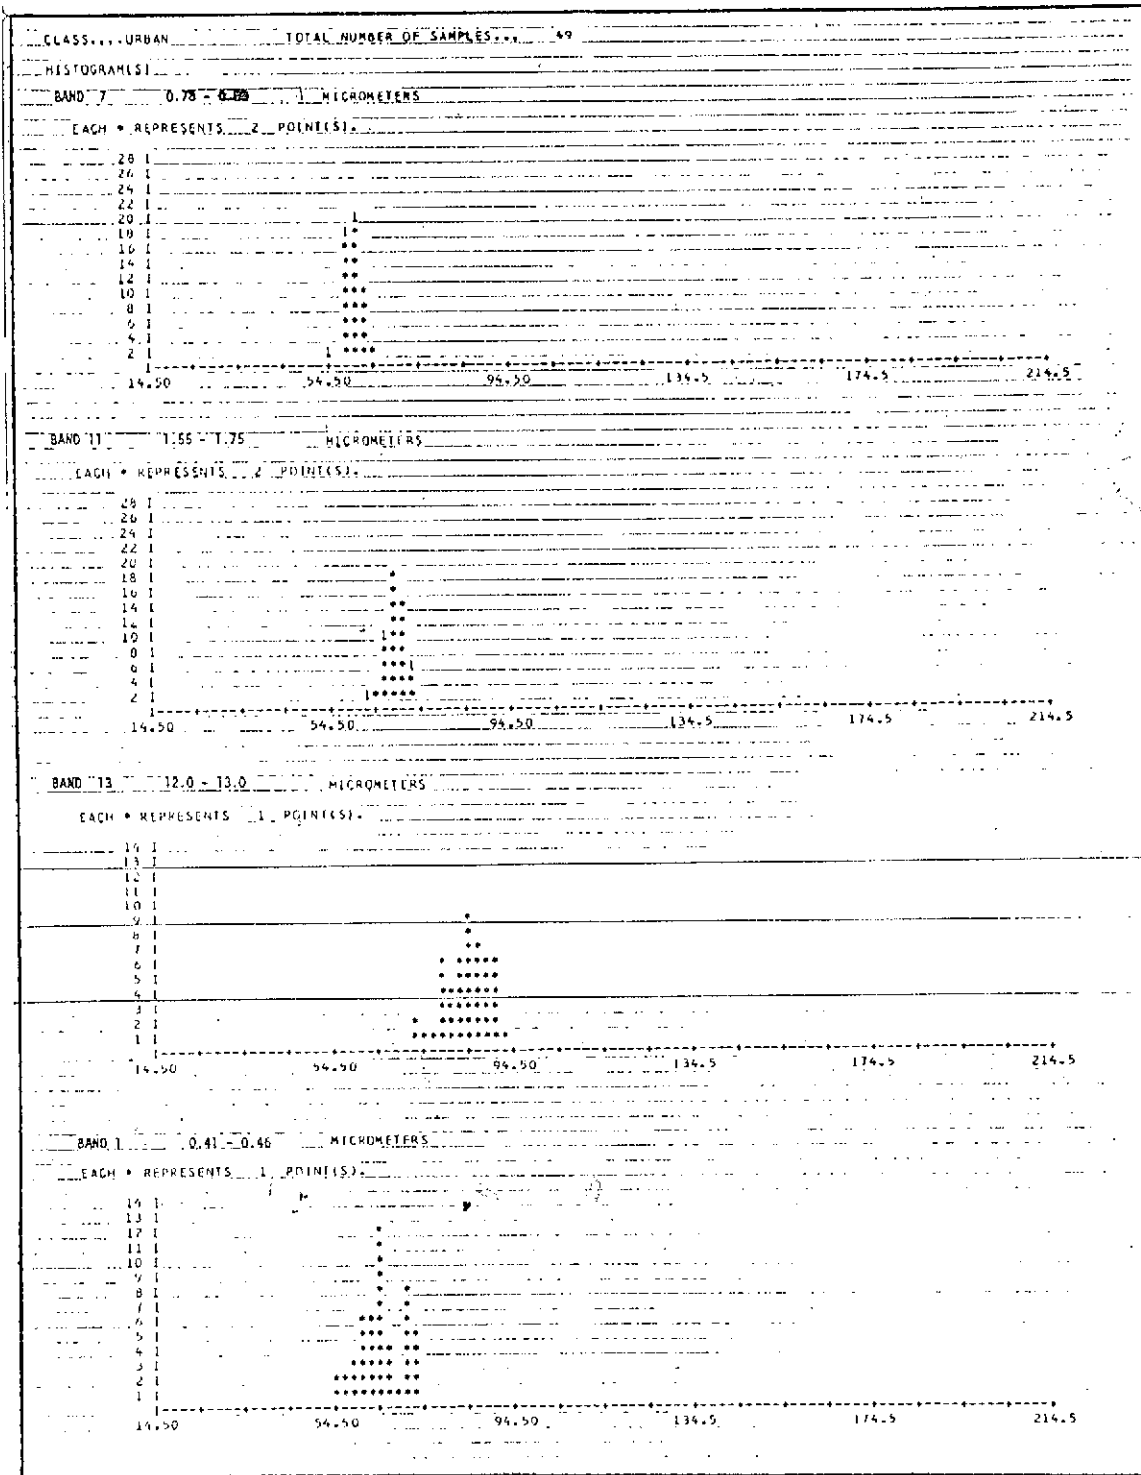 CLASS....URBAN TOTAL NUMBER OF SAMPLES... 49
HISTOGRAM(S)
BAND 7 0.78 - MICROMETERS
EACH * REPRESENTS 2 POINT(S).
28 I
26 I
24 I
22 I
20 I *
18 I I*
16 I **
14 I **
12 I **
10 I ***
8 I ***
6 I ***
4 I ***
2 I I ****
14.50 54.50 94.50 134.5 174.5 214.5
BAND 11 1.55 - 1.75 MICROMETERS
EACH * REPRESENTS 2 POINT(S).
28 I
26 I
24 I
22 I
20 I
18 I *
16 I *
14 I **
12 I **
10 I I**
8 I ***
6 I ***I
4 I ****
2 I I*****
14.50 54.50 94.50 134.5 174.5 214.5
BAND 13 12.0 - 13.0 MICROMETERS
EACH * REPRESENTS 1 POINT(S).
14 I
13 I
12 I
11 I
10 I
9 I *
8 I *
7 I **
6 I * *****
5 I * *****
4 I *******
3 I *******
2 I * *******
1 I ***********
14.50 54.50 94.50 134.5 174.5 214.5
BAND 1 0.41 - 0.46 MICROMETERS
EACH * REPRESENTS 1 POINT(S).
14 I
13 I
12 I *
11 I *
10 I *
9 I *
8 I * *
7 I * *
6 I *** *
5 I *** **
4 I **** **
3 I ***** **
2 I ******* **
1 I **********
14.50 54.50 94.50 134.5 174.5 214.5